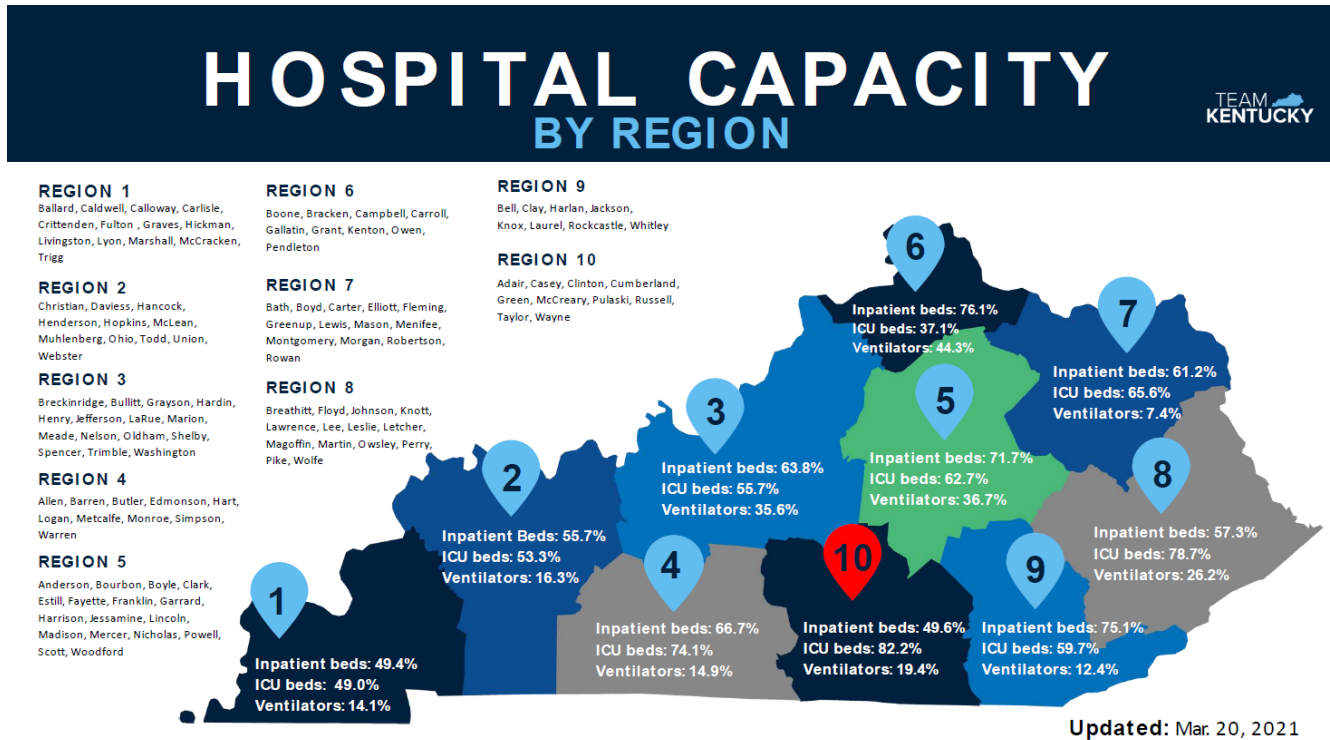 HOSPITAL CAPACITY
BY REGION
TEAM
KENTUCKY
REGION 1
Ballard, Caldwell, Calloway, Carlisle,
Crittenden, Fulton , Graves, Hickman,
Livingston, Lyon, Marshall, McCracken,
Trigg
REGION 2
Christian, Daviess, Hancock,
Henderson, Hopkins, McLean,
Muhlenberg, Ohio, Todd, Union,
Webster
REGION 3
Breckinridge, Bullitt, Grayson, Hardin,
Henry, Jefferson, LaRue, Marion,
Meade, Nelson, Oldham, Shelby,
Spencer, Trimble, Washington
REGION 4
Allen, Barren, Butler, Edmonson, Hart,
Logan, Metcalfe, Monroe, Simpson,
Warren
REGION 5
Anderson, Bourbon, Boyle, Clark,
Estill, Fayette, Franklin, Garrard,
Harrison, Jessamine, Lincoln,
Madison, Mercer, Nicholas, Powell,
Scott, Woodford
REGION 6
Boone, Bracken, Campbell, Carroll,
Gallatin, Grant, Kenton, Owen,
Pendleton
REGION 7
Bath, Boyd, Carter, Elliott, Fleming,
Greenup, Lewis, Mason, Menifee,
Montgomery, Morgan, Robertson,
Rowan
REGION 8
Breathitt, Floyd, Johnson, Knott,
Lawrence, Lee, Leslie, Letcher,
Magoffin, Martin, Owsley, Perry,
Pike, Wolfe
REGION 9
Bell, Clay, Harlan, Jackson,
Knox, Laurel, Rockcastle, Whitley
REGION 10
Adair, Casey, Clinton, Cumberland,
Green, McCreary, Pulaski, Russell,
Taylor, Wayne
6
Inpatient beds: 76.1%
ICU beds: 37.1%
Ventilators: 44.3%
7
Inpatient beds: 61.2%
ICU beds: 65.6%
Ventilators: 7.4%
3
Inpatient beds: 63.8%
ICU beds: 55.7%
Ventilators: 35.6%
5
Inpatient beds: 71.7%
ICU beds: 62.7%
Ventilators: 36.7%
2
Inpatient Beds: 55.7%
ICU beds: 53.3%
Ventilators: 16.3%
8
Inpatient beds: 57.3%
ICU beds: 78.7%
Ventilators: 26.2%
1
Inpatient beds: 49.4%
ICU beds: 49.0%
Ventilators: 14.1%
4
Inpatient beds: 66.7%
ICU beds: 74.1%
Ventilators: 14.9%
10
Inpatient beds: 49.6%
ICU beds: 82.2%
Ventilators: 19.4%
9
Inpatient beds: 75.1%
ICU beds: 59.7%
Ventilators: 12.4%
Updated: Mar. 20, 2021